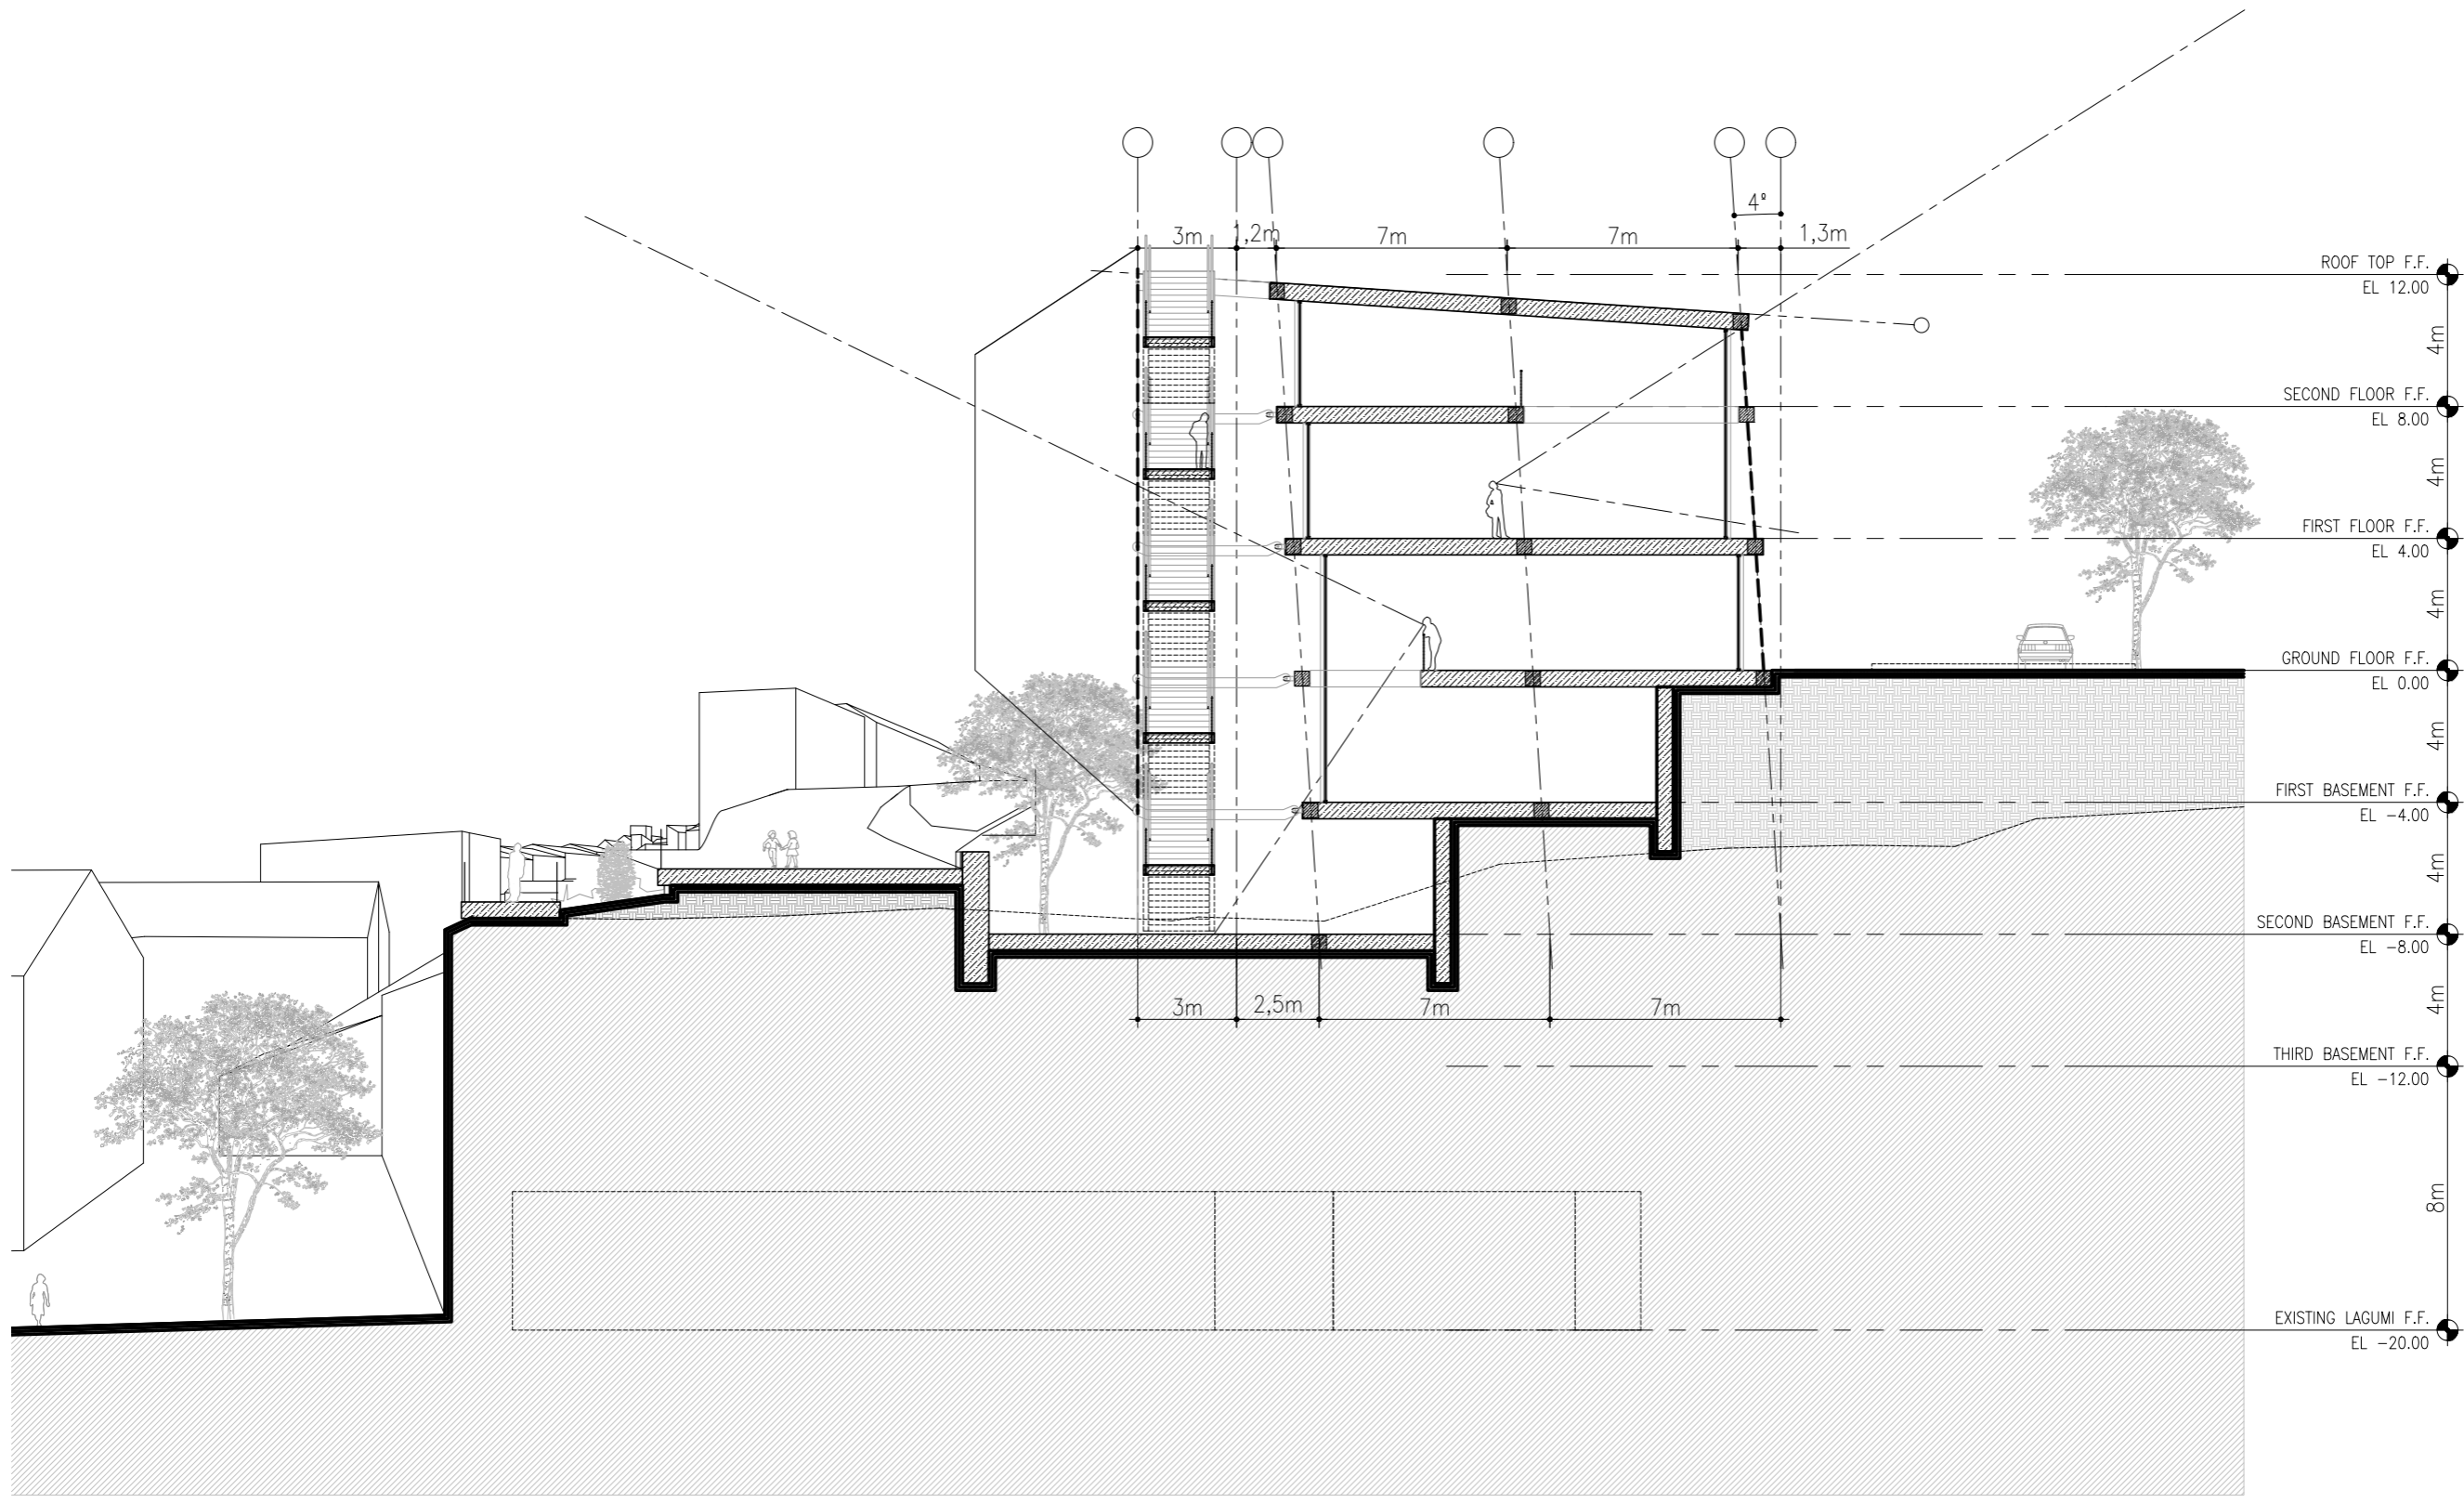 4°
3m
1,2m
7m
7m
1,3m
ROOF TOP F.F.
EL 12.00
4m
SECOND FLOOR F.F.
EL 8.00
4m
FIRST FLOOR F.F.
EL 4.00
4m
GROUND FLOOR F.F.
EL 0.00
4m
FIRST BASEMENT F.F.
EL -4.00
4m
SECOND BASEMENT F.F.
EL -8.00
4m
3m
2,5m
7m
7m
THIRD BASEMENT F.F.
EL -12.00
8m
EXISTING LAGUMI F.F.
EL -20.00